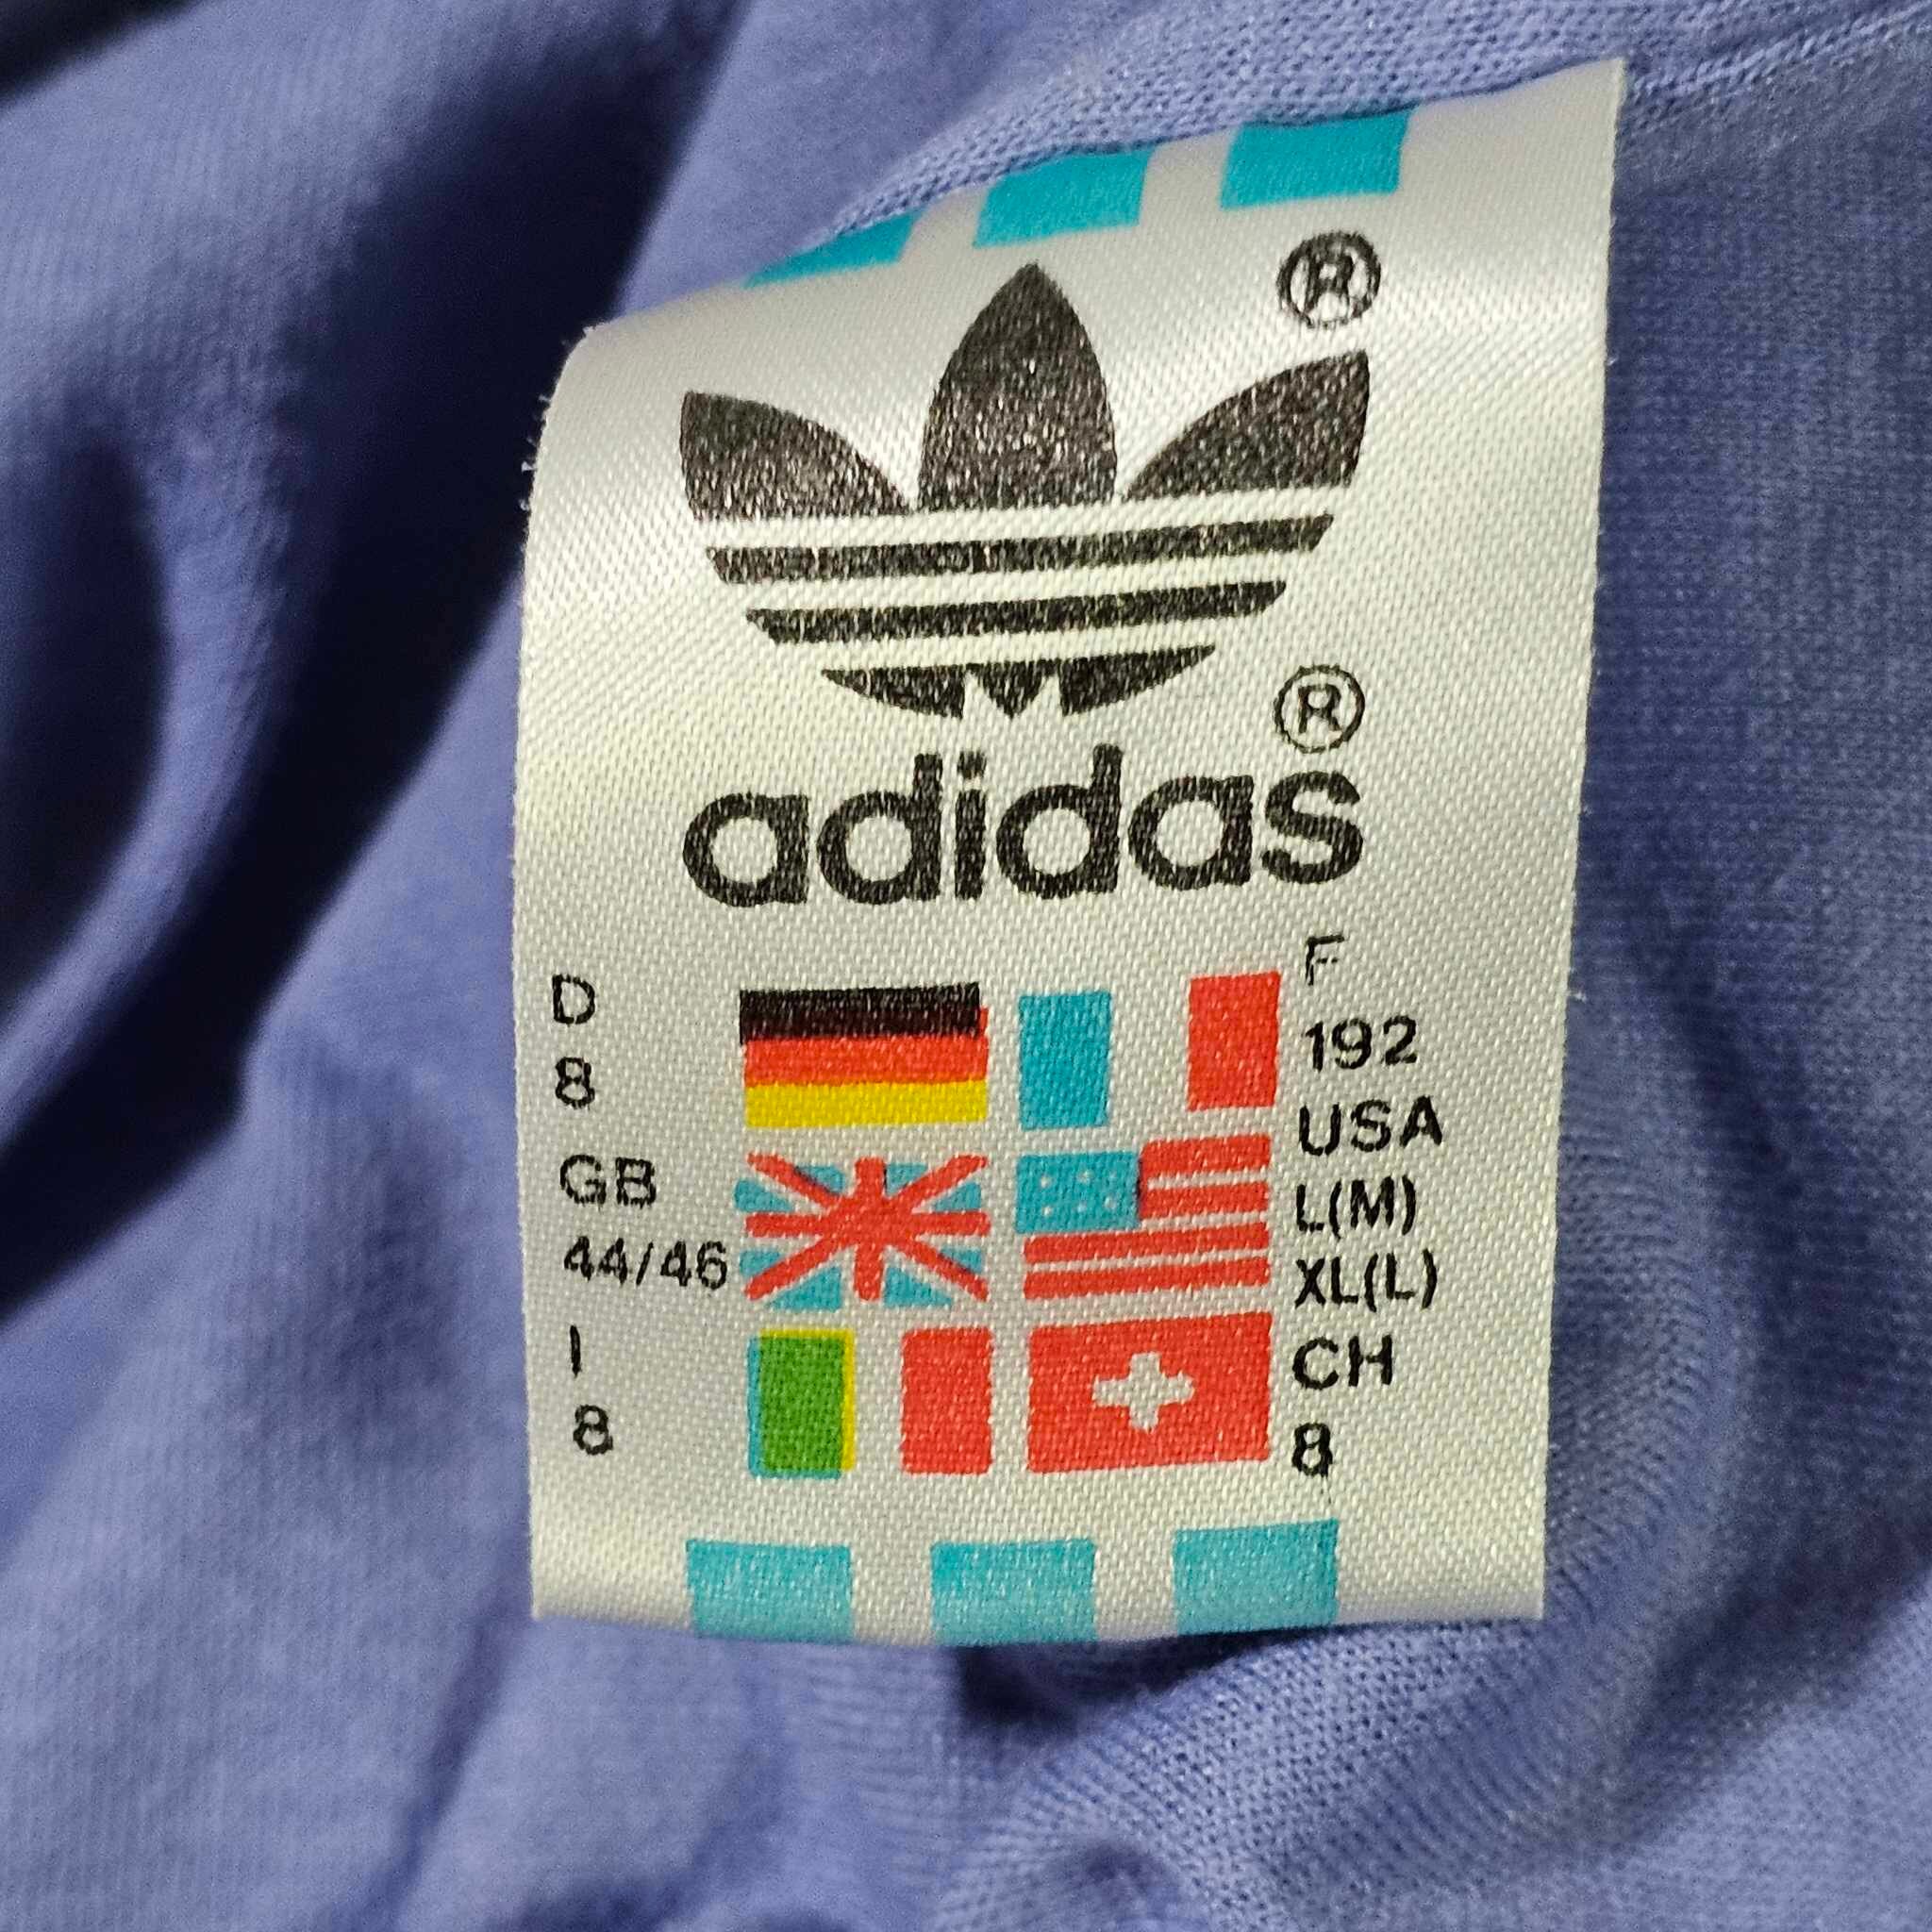 ®
®
adidas
D
8
GB
44/46
I
8
F
192
USA
L(M)
XL(L)
CH
8